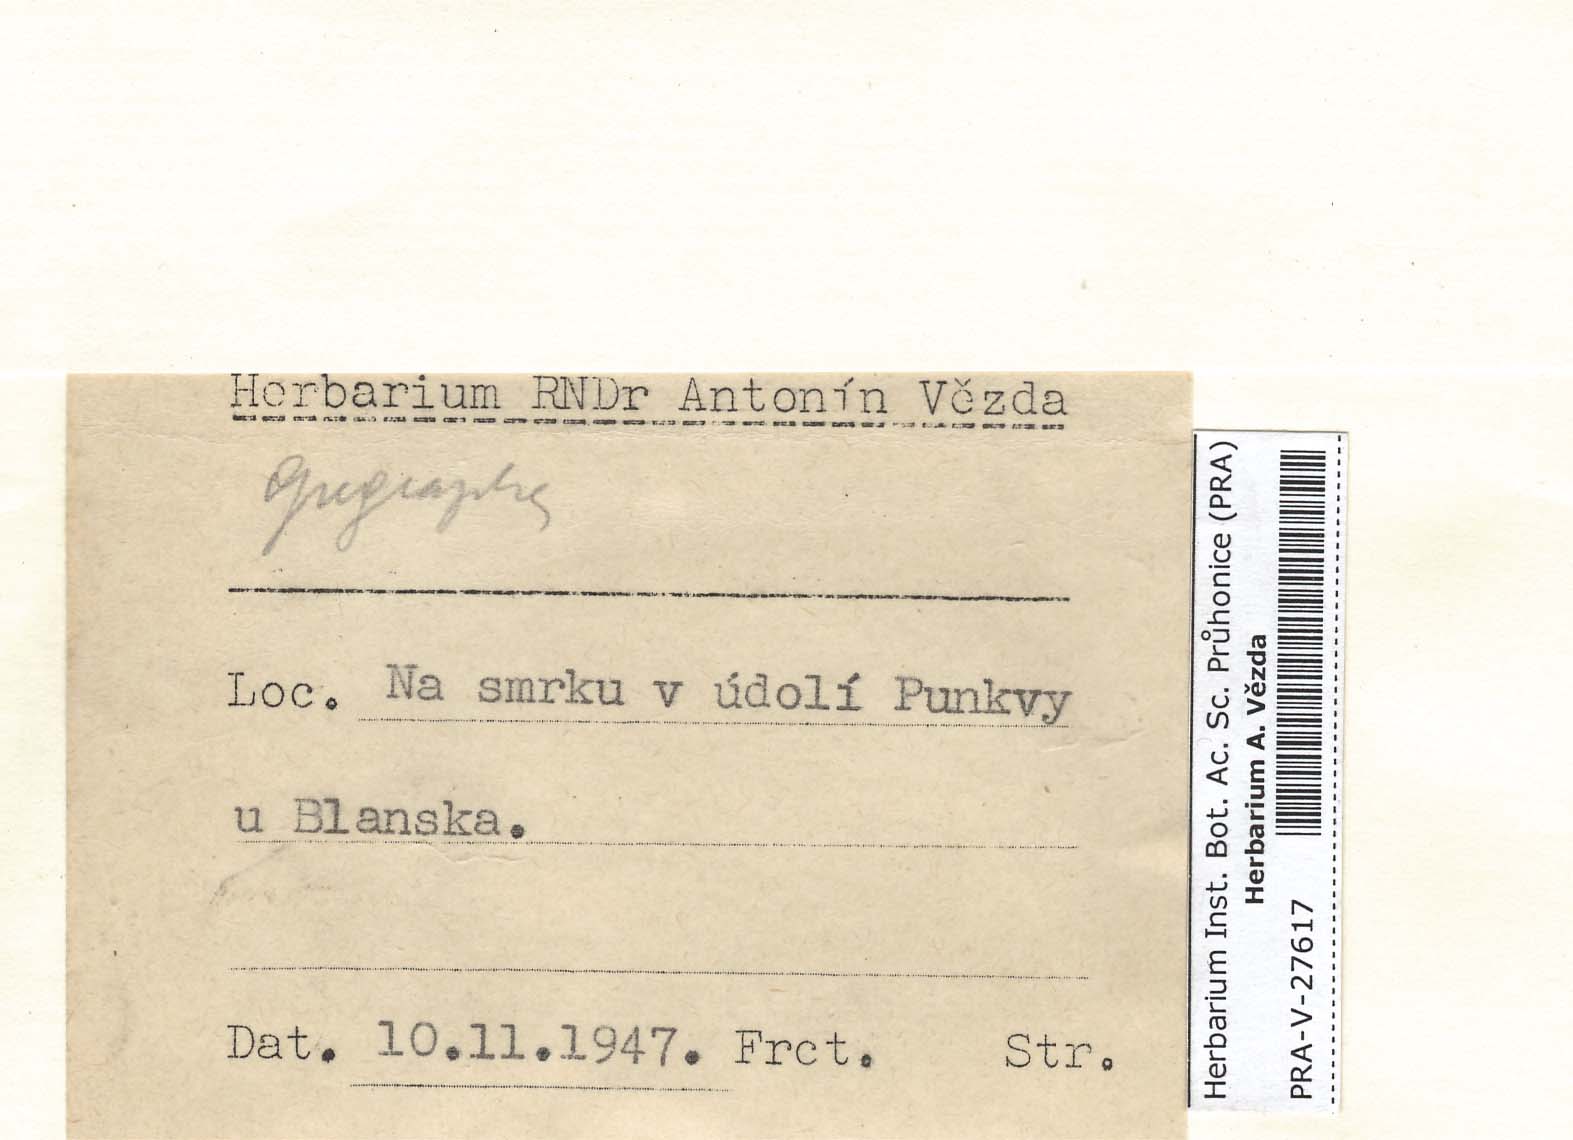 Herbarium RNDr Antonín Vězda
Opegrapha
Loc. Na smrku v údolí Punkvy
u Blanska.
Dat. 10.11.1947. Frct. Str.
Herbarium Inst. Bot. Ac. Sc. Průhonice (PRA)
Herbarium A. Vězda
PRA-V-27617